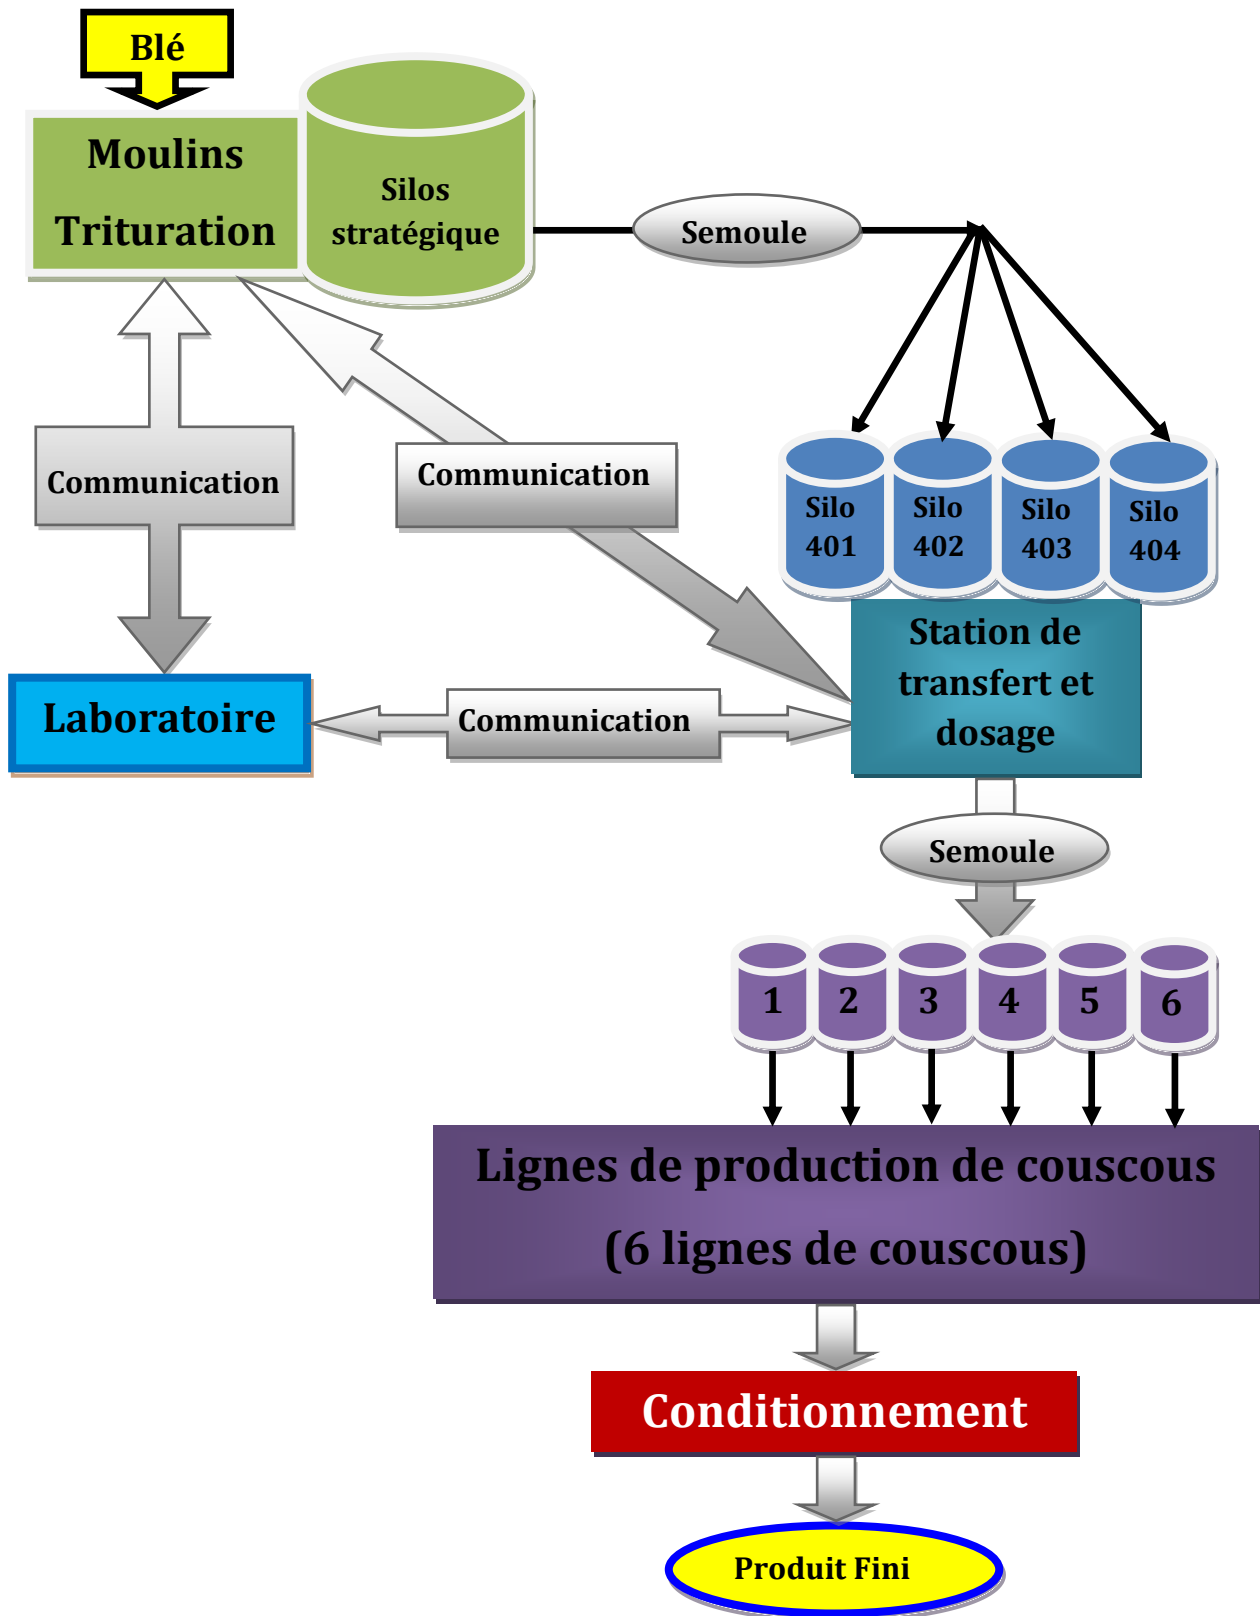 Blé
Moulins
Trituration
Silos
stratégique
Semoule
Communication
Communication
Silo
401
Silo
402
Silo
403
Silo
404
Station de
transfert et
dosage
Laboratoire
Communication
Semoule
1
2
3
4
5
6
Lignes de production de couscous
(6 lignes de couscous)
Conditionnement
Produit Fini